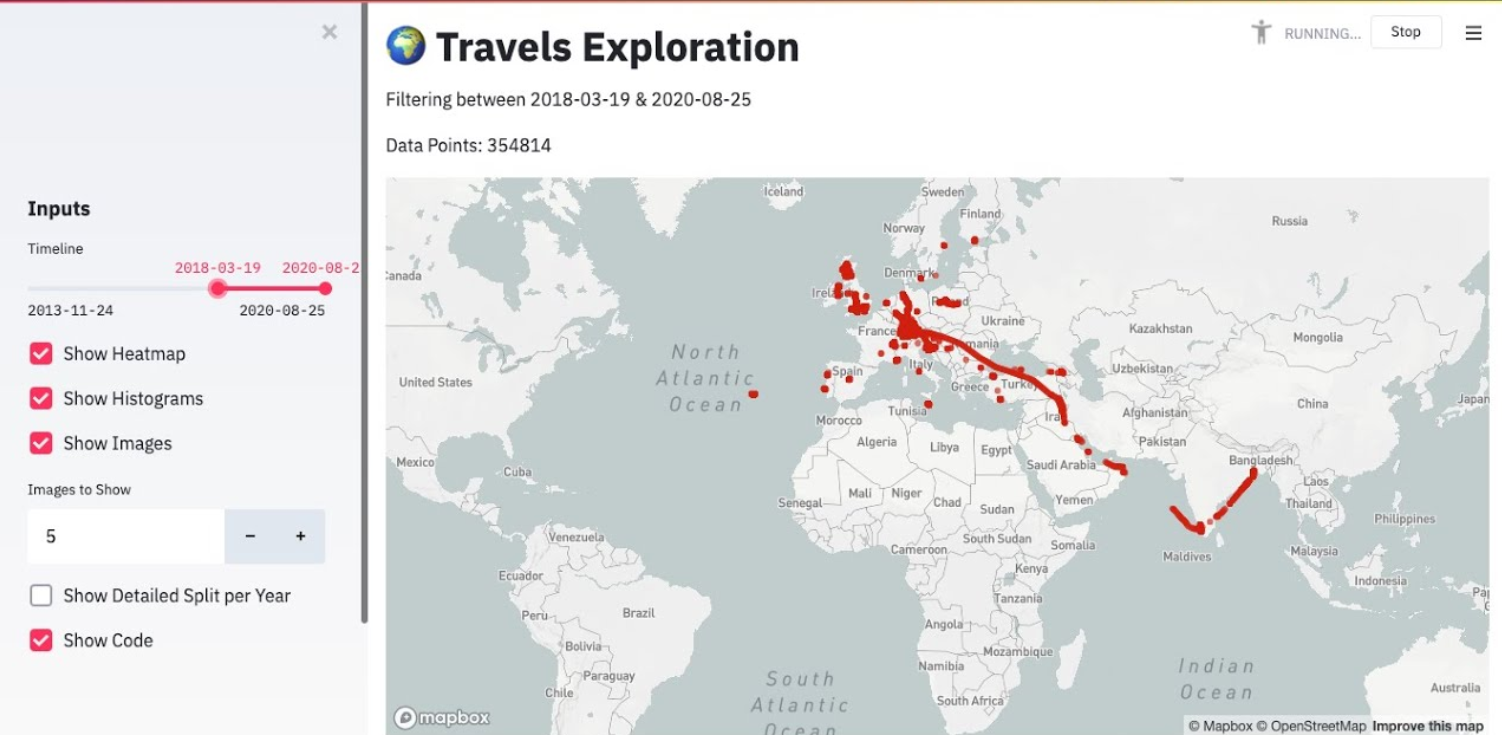 ×
Inputs
Timeline
2018-03-19 2020-08-2
2013-11-24 2020-08-25
Show Heatmap
Show Histograms
Show Images
Images to Show
5 - +
Show Detailed Split per Year
Show Code
Travels Exploration
RUNNING...
Stop
Filtering between 2018-03-19 & 2020-08-25
Data Points: 354814
Iceland
Sweden
Finland
Norway
Russia
Canada
Denmark
Kazakhstan
Ukraine
Mongolia
France
North
Atlantic
Ocean
United States
Spain
Italy
Greece
Turkey
Uzbekistan
Japan
China
Tunisia
Morocco
Afghanistan
Algeria
Libya
Egypt
Pakistan
Mexico
Cuba
Saudi Arabia
Bangladesh
Laos
Thailand
Senegal
Mali
Niger
Chad
Sudan
Yemen
Philippines
Venezuela
Cameroon
South Sudan
Somalia
Maldives
Malaysia
Ecuador
Kenya
Indonesia
Peru
Brazil
Tanzania
Angola
Bolivia
Mozambique
Namibia
Paraguay
Chile
South Africa
South
Atlantic
Ocean
Indian
Ocean
Australia
mapbox
© Mapbox © OpenStreetMap Improve this map